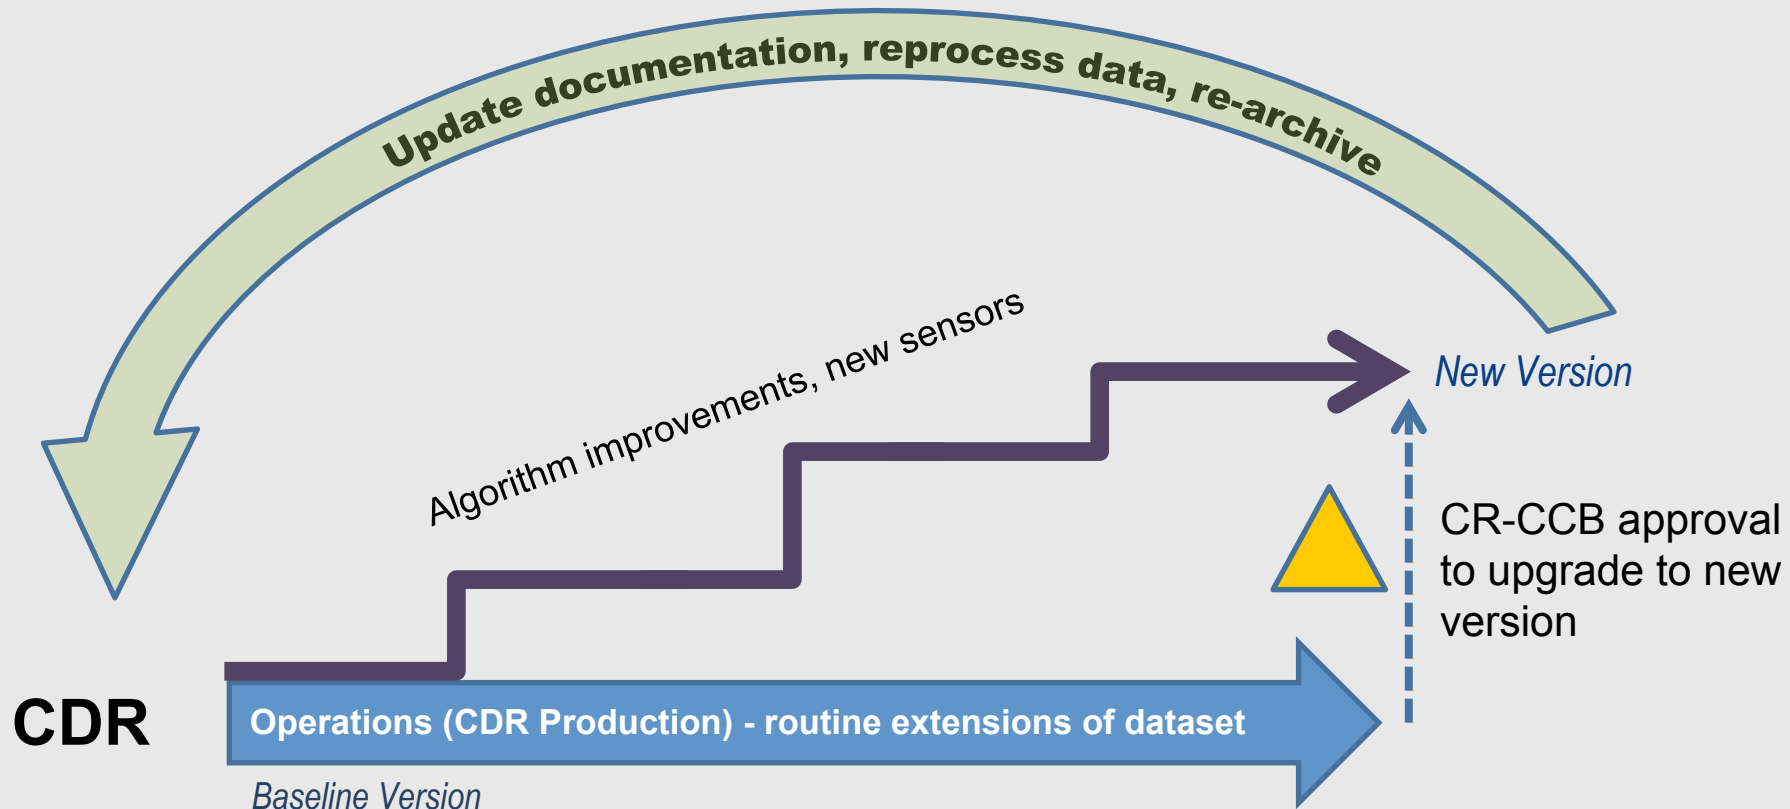 Update documentation, reprocess data, re-archive
Algorithm improvements, new sensors
New Version
CR-CCB approval
to upgrade to new
version
CDR
Operations (CDR Production) - routine extensions of dataset
Baseline Version